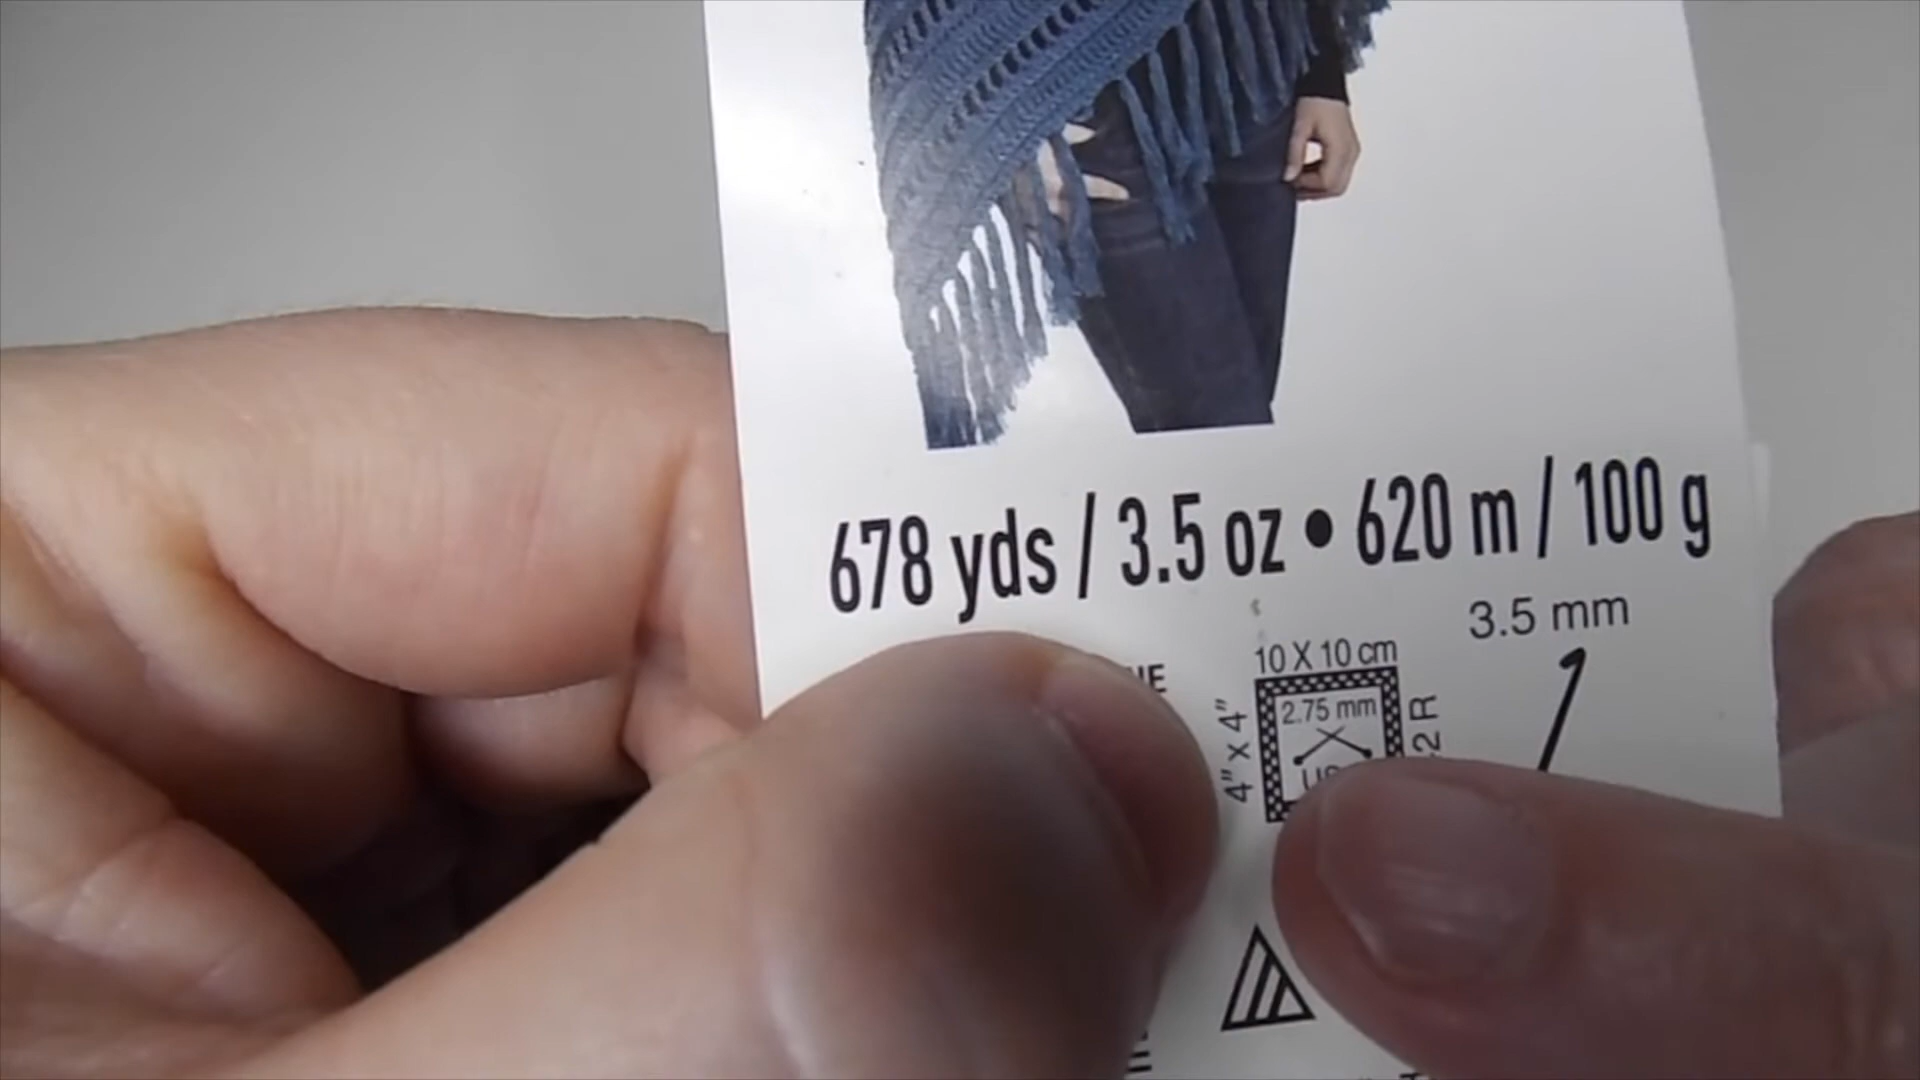 678 yds / 3.5 oz • 620 m / 100 g
3.5 mm
10 X 10 cm
4" X 4"
2.75 mm